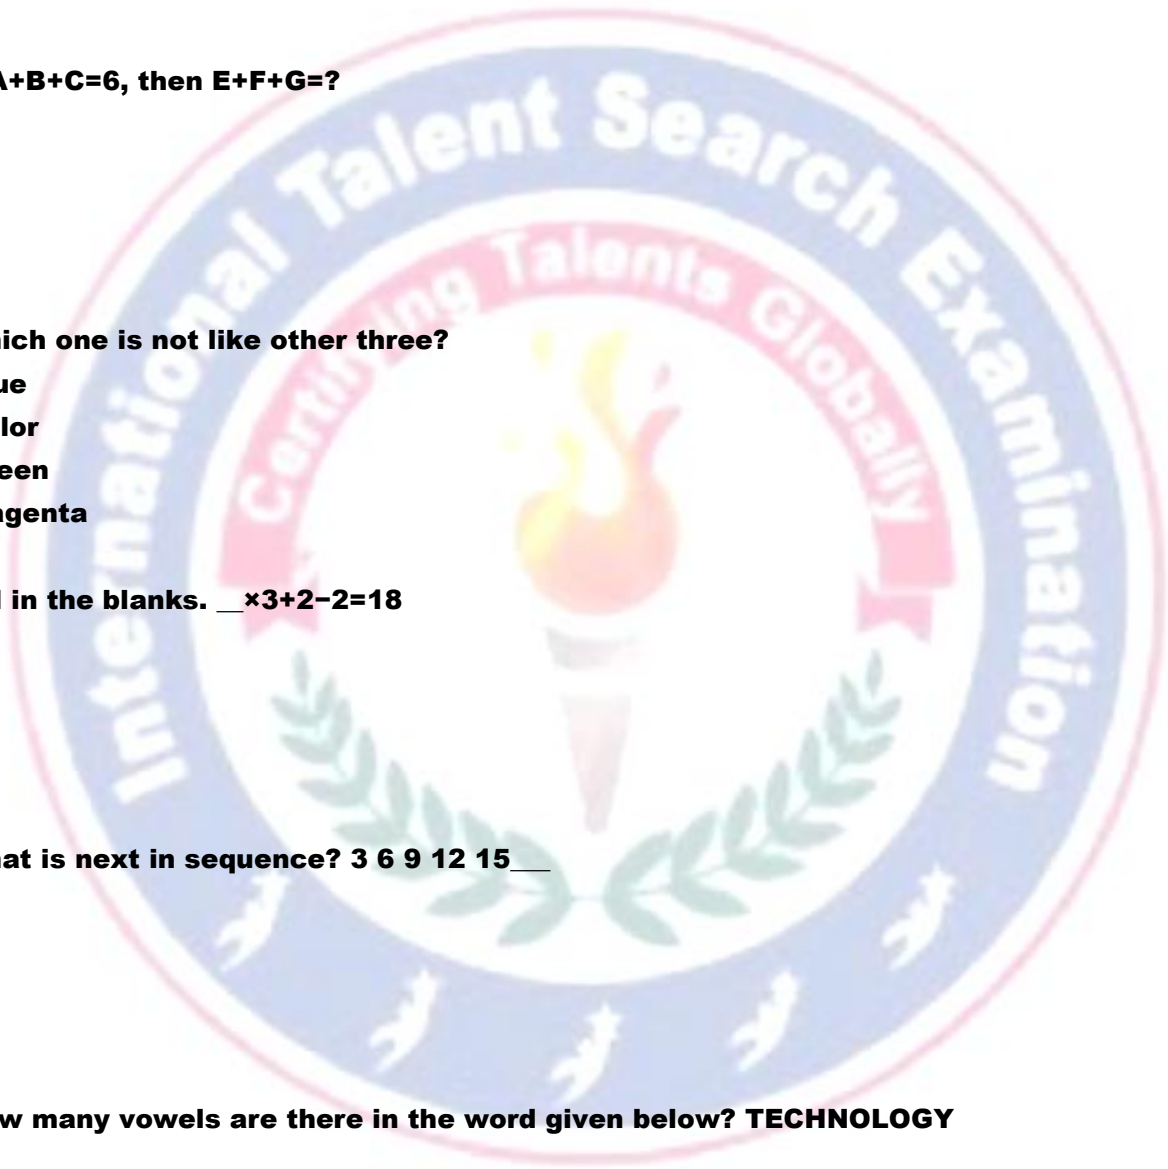 International Talent Search Examination
Certifying Talents Globally
A+B+C=6, then E+F+G=?
hich one is not like other three?
ue
lor
een
agenta
l in the blanks. __×3+2−2=18
hat is next in sequence? 3 6 9 12 15___
w many vowels are there in the word given below? TECHNOLOGY